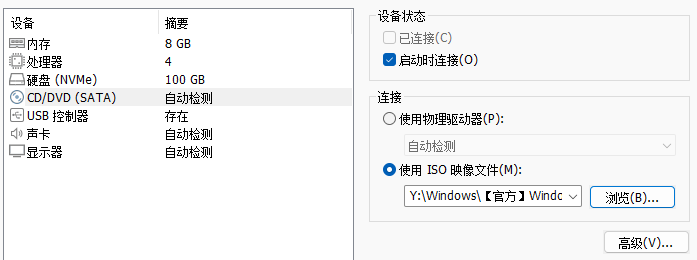 设备 摘要
内存 8 GB
处理器 4
硬盘 (NVMe) 100 GB
CD/DVD (SATA) 自动检测
USB 控制器 存在
声卡 自动检测
显示器 自动检测
设备状态
已连接(C)
启动时连接(O)
连接
使用物理驱动器(P):
自动检测
使用 ISO 映像文件(M):
Y:\Windows\【官方】Windc
浏览(B)...
高级(V)...